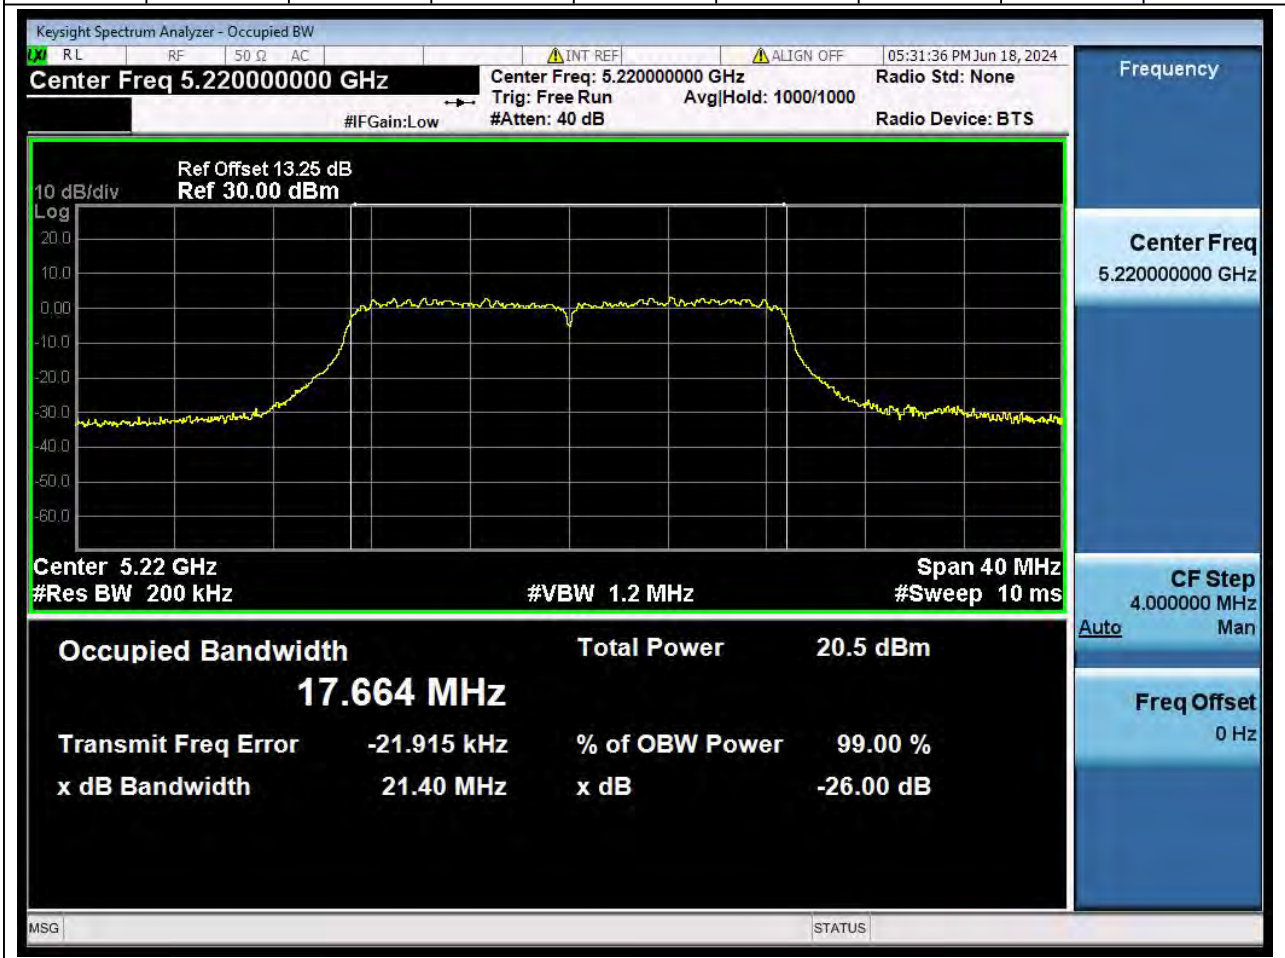 Keysight Spectrum Analyzer - Occupied BW
LXI RL RF 50 Ω AC INT REF ALIGN OFF 05:31:36 PM Jun 18, 2024
Center Freq 5.220000000 GHz
Center Freq: 5.220000000 GHz Radio Std: None
Trig: Free Run Avg|Hold: 1000/1000
#IFGain:Low #Atten: 40 dB Radio Device: BTS
Ref Offset 13.25 dB
10 dB/div Ref 30.00 dBm
Log
20.0
10.0
0.00
-10.0
-20.0
-30.0
-40.0
-50.0
-60.0
Center 5.22 GHz Span 40 MHz
#Res BW 200 kHz #VBW 1.2 MHz #Sweep 10 ms
Occupied Bandwidth Total Power 20.5 dBm
17.664 MHz
Transmit Freq Error -21.915 kHz % of OBW Power 99.00 %
x dB Bandwidth 21.40 MHz x dB -26.00 dB
MSG STATUS
Frequency
Center Freq
5.220000000 GHz
CF Step
4.000000 MHz
Auto Man
Freq Offset
0 Hz